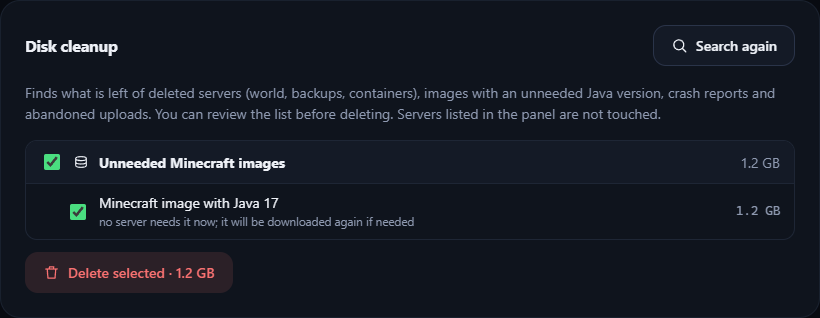 Disk cleanup
Search again
Finds what is left of deleted servers (world, backups, containers), images with an unneeded Java version, crash reports and
abandoned uploads. You can review the list before deleting. Servers listed in the panel are not touched.
Unneeded Minecraft images
1.2 GB
Minecraft image with Java 17
no server needs it now; it will be downloaded again if needed
1.2 GB
Delete selected · 1.2 GB